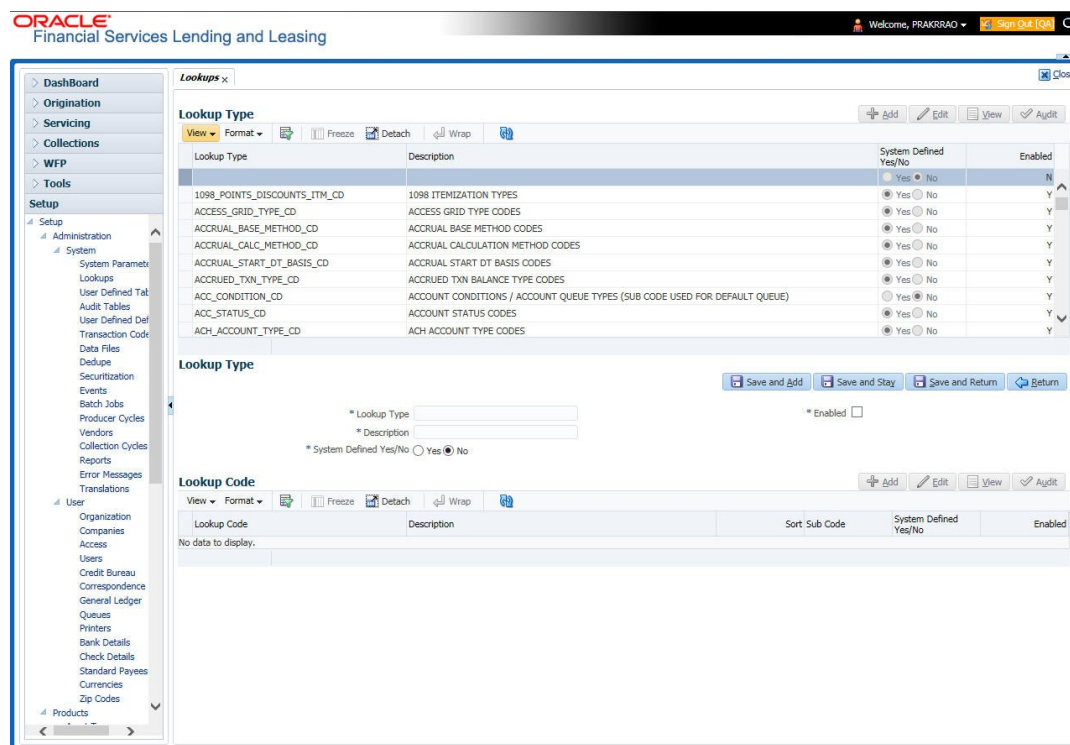 ORACLE
Financial Services Lending and Leasing
Welcome, PRAKRRAO
Sign Out [QA]
DashBoard
Origination
Servicing
Collections
WFP
Tools
Setup
Setup
Administration
System
System Paramete
Lookups
User Defined Tab
Audit Tables
User Defined Def
Transaction Code
Data Files
Dedupe
Securitization
Events
Batch Jobs
Producer Cycles
Vendors
Collection Cycles
Reports
Error Messages
Translations
User
Organization
Companies
Access
Users
Credit Bureau
Correspondence
General Ledger
Queues
Printers
Bank Details
Check Details
Standard Payees
Currencies
Zip Codes
Products
Lookups
Clos
Lookup Type
Add Edit View Audit
View Format Freeze Detach Wrap
Lookup Type Description System Defined Yes/No Enabled
Yes No N
1098_POINTS_DISCOUNTS_ITM_CD 1098 ITEMIZATION TYPES Yes No Y
ACCESS_GRID_TYPE_CD ACCESS GRID TYPE CODES Yes No Y
ACCRUAL_BASE_METHOD_CD ACCRUAL BASE METHOD CODES Yes No Y
ACCRUAL_CALC_METHOD_CD ACCRUAL CALCULATION METHOD CODES Yes No Y
ACCRUAL_START_DT_BASIS_CD ACCRUAL START DT BASIS CODES Yes No Y
ACCRUED_TXN_TYPE_CD ACCRUED TXN BALANCE TYPE CODES Yes No Y
ACC_CONDITION_CD ACCOUNT CONDITIONS / ACCOUNT QUEUE TYPES (SUB CODE USED FOR DEFAULT QUEUE) Yes No Y
ACC_STATUS_CD ACCOUNT STATUS CODES Yes No Y
ACH_ACCOUNT_TYPE_CD ACH ACCOUNT TYPE CODES Yes No Y
Lookup Type
Save and Add Save and Stay Save and Return Return
* Lookup Type
* Enabled
* Description
* System Defined Yes/No Yes No
Lookup Code
Add Edit View Audit
View Format Freeze Detach Wrap
Lookup Code Description Sort Sub Code System Defined Yes/No Enabled
No data to display.